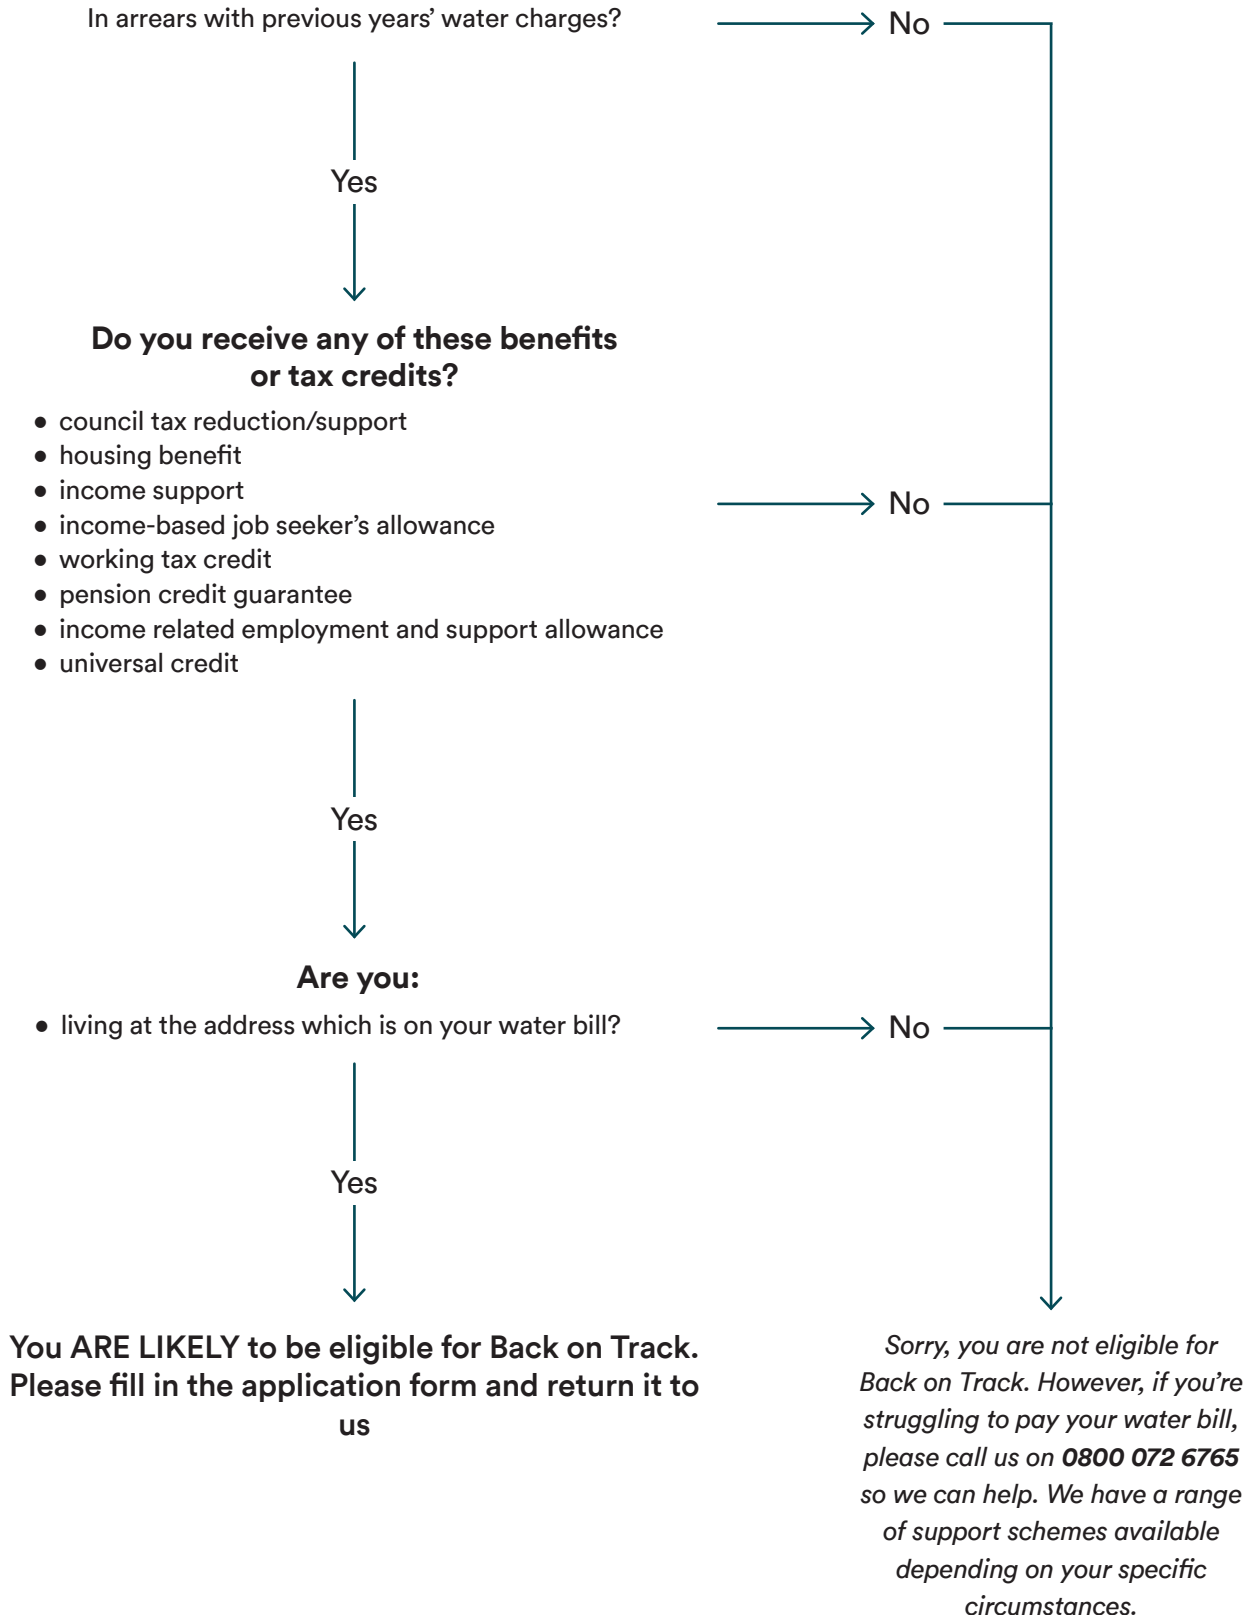 In arrears with previous years’ water charges?
No
Yes
Do you receive any of these benefits
or tax credits?
● council tax reduction/support
● housing benefit
● income support
● income-based job seeker’s allowance
● working tax credit
● pension credit guarantee
● income related employment and support allowance
● universal credit
No
Yes
Are you:
● living at the address which is on your water bill?
No
Yes
You ARE LIKELY to be eligible for Back on Track.
Please fill in the application form and return it to
us
Sorry, you are not eligible for
Back on Track. However, if you’re
struggling to pay your water bill,
please call us on 0800 072 6765
so we can help. We have a range
of support schemes available
depending on your specific
circumstances.